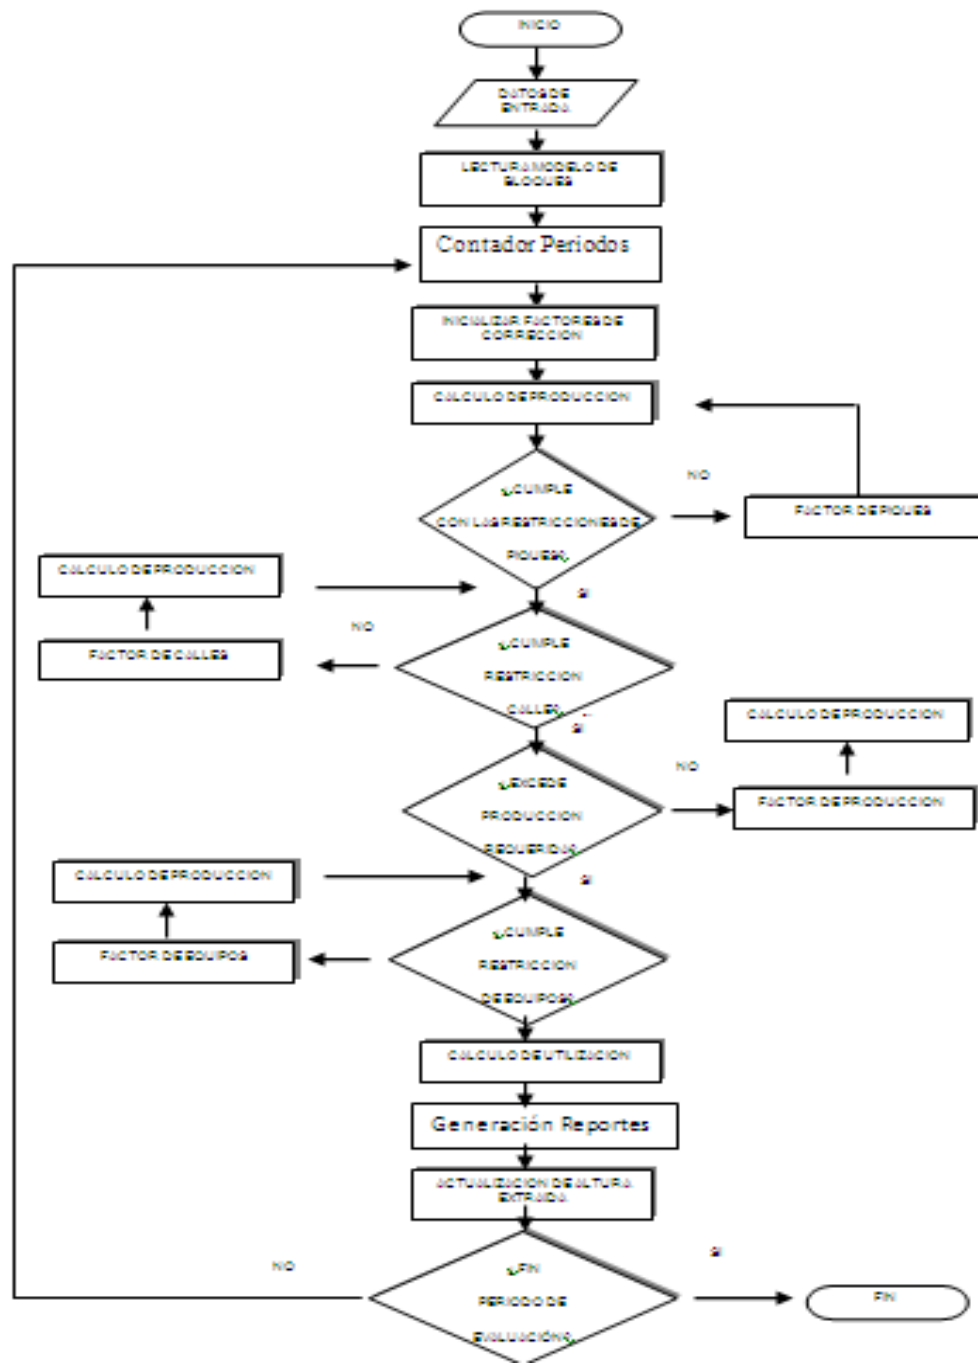 INICIO
DATOS DE
ENTRADA
LECTURA MODELO DE
BLOQUES
Contador Periodos
INICIALIZAR FACTORES DE
CORRECCION
CALCULO DE PRODUCCION
¿CUMPLE
CON LAS RESTRICCIONES DE
PIQUES?
NO
FACTOR DE PIQUES
SI
CALCULO DE PRODUCCION
NO
FACTOR DE CALLES
¿CUMPLE
RESTRICCION
CALLES?
SI
CALCULO DE PRODUCCION
¿EXCEDE
PRODUCCION
REQUERIDA?
NO
FACTOR DE PRODUCCION
SI
CALCULO DE PRODUCCION
FACTOR DE EQUIPOS
¿CUMPLE
RESTRICCION
DE EQUIPOS?
CALCULO DE UTILIZACION
Generación Reportes
ACTUALIZACION DE ALTURA
EXTRAIDA
NO
¿FIN
PERIODO DE
EVALUACIÓN?
SI
FIN